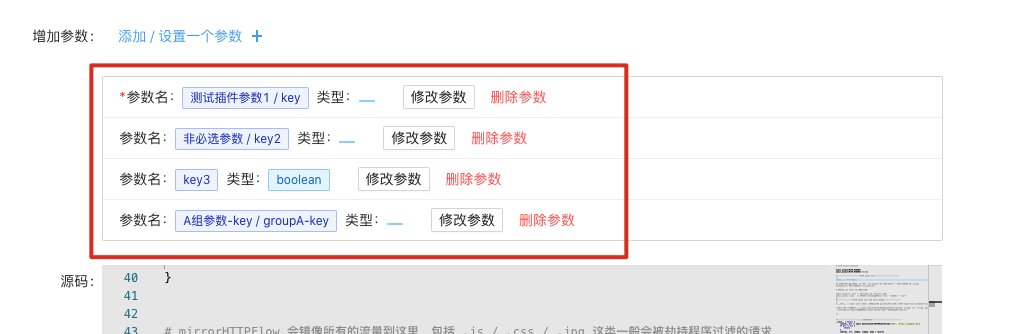 增加参数： 添加 / 设置一个参数 +
*参数名： 测试插件参数1 / key 类型： 修改参数 删除参数
参数名： 非必选参数 / key2 类型： 修改参数 删除参数
参数名： key3 类型： boolean 修改参数 删除参数
参数名： A组参数-key / groupA-key 类型： 修改参数 删除参数
源码： 40 }
41
42
43 # mirrorHTTPFlow 会镜像所有的流量到这里，包括 .js / .css / .jpg 这类一般会被劫持程序过滤的请求